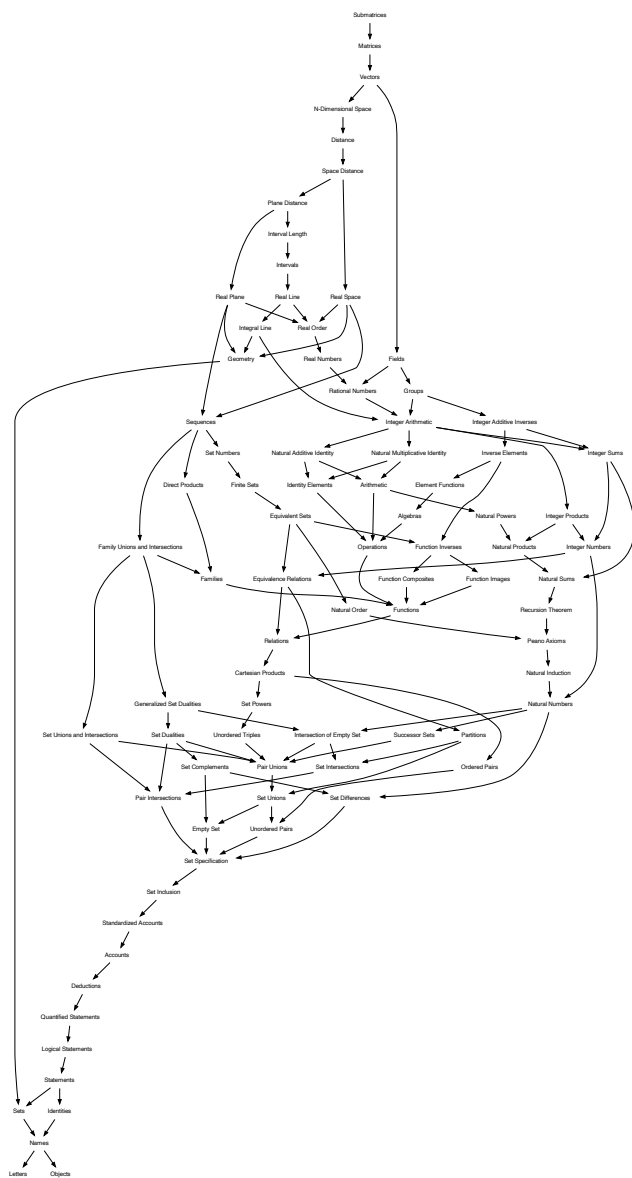 Submatrices
Matrices
Vectors
N-Dimensional Space
Distance
Space Distance
Plane Distance
Interval Length
Intervals
Real Plane
Real Line
Real Space
Integral Line
Real Order
Geometry
Real Numbers
Fields
Rational Numbers
Groups
Sequences
Integer Arithmetic
Integer Additive Inverses
Set Numbers
Natural Additive Identity
Natural Multiplicative Identity
Inverse Elements
Integer Sums
Direct Products
Finite Sets
Identity Elements
Arithmetic
Element Functions
Equivalent Sets
Algebras
Natural Powers
Integer Products
Family Unions and Intersections
Operations
Function Inverses
Natural Products
Integer Numbers
Families
Equivalence Relations
Function Composites
Function Images
Natural Sums
Natural Order
Functions
Recursion Theorem
Relations
Peano Axioms
Cartesian Products
Natural Induction
Generalized Set Dualities
Set Powers
Natural Numbers
Set Unions and Intersections
Set Dualities
Unordered Triples
Intersection of Empty Set
Successor Sets
Partitions
Set Complements
Pair Unions
Set Intersections
Ordered Pairs
Pair Intersections
Set Unions
Set Differences
Empty Set
Unordered Pairs
Set Specification
Set Inclusion
Standardized Accounts
Accounts
Deductions
Quantified Statements
Logical Statements
Statements
Sets
Identities
Names
Letters
Objects